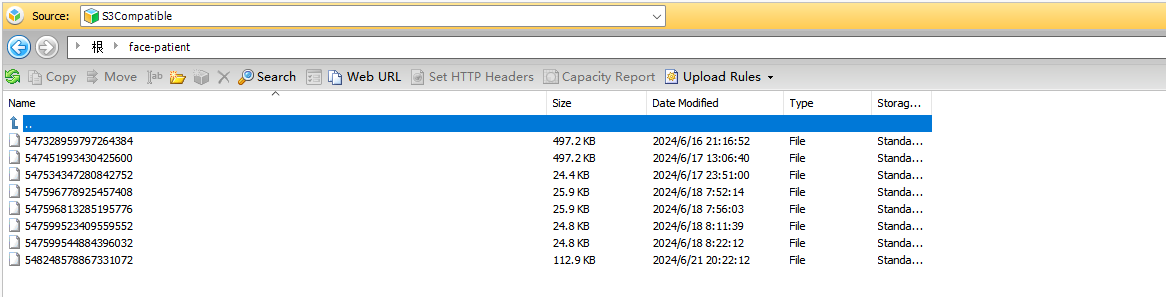 Source: S3Compatible
根 face-patient
Copy Move ab Search Web URL Set HTTP Headers Capacity Report Upload Rules
Name Size Date Modified Type Storag...
..
547328959797264384 497.2 KB 2024/6/16 21:16:52 File Standa...
547451993430425600 497.2 KB 2024/6/17 13:06:40 File Standa...
547534347280842752 24.4 KB 2024/6/17 23:51:00 File Standa...
547596778925457408 25.9 KB 2024/6/18 7:52:14 File Standa...
547596813285195776 25.9 KB 2024/6/18 7:56:03 File Standa...
547599523409559552 24.8 KB 2024/6/18 8:11:39 File Standa...
547599544884396032 24.8 KB 2024/6/18 8:22:12 File Standa...
548248578867331072 112.9 KB 2024/6/21 20:22:12 File Standa...